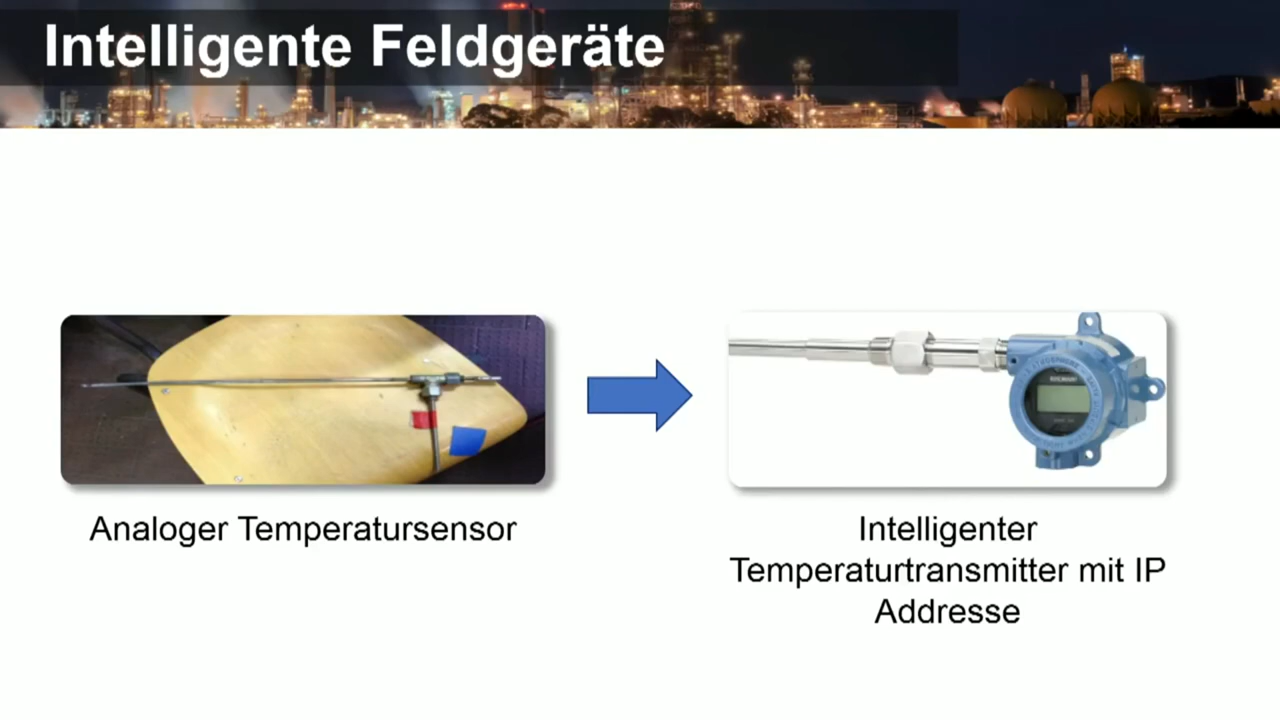 Intelligente Feldgeräte
Analoger Temperatursensor
Intelligenter
Temperaturtransmitter mit IP
Addresse